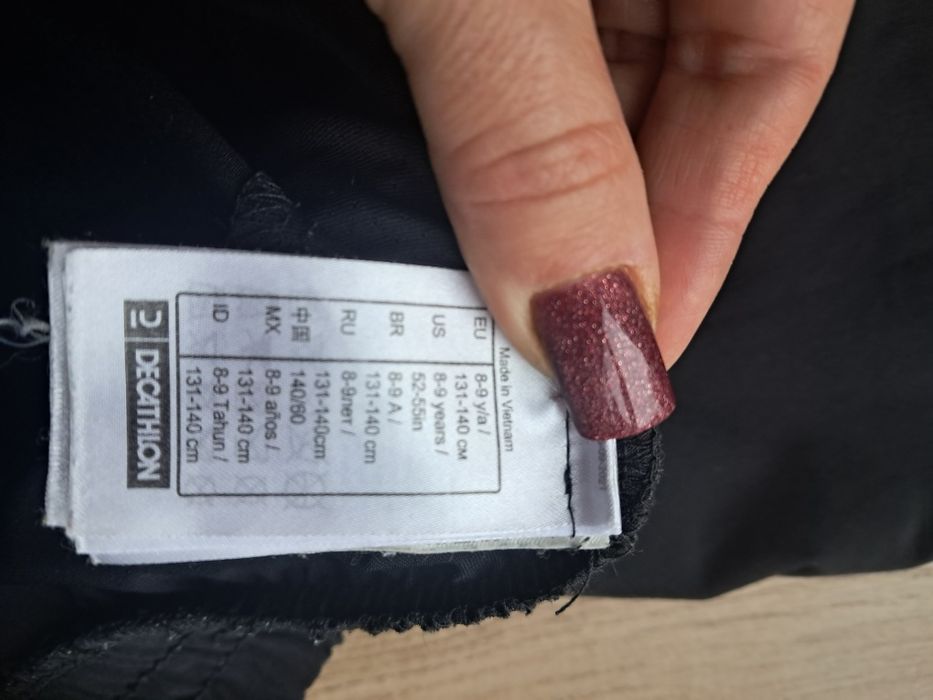 Made in Vietnam
EU 8-9 y/a /
131-140 см
US 8-9 years /
52-55in
BR 8-9 A /
131-140 cm
RU 8-9лет /
131-140cm
中国 140/60
MX 8-9 años /
131-140 cm
ID 8-9 Tahun /
131-140 cm
DECATHLON